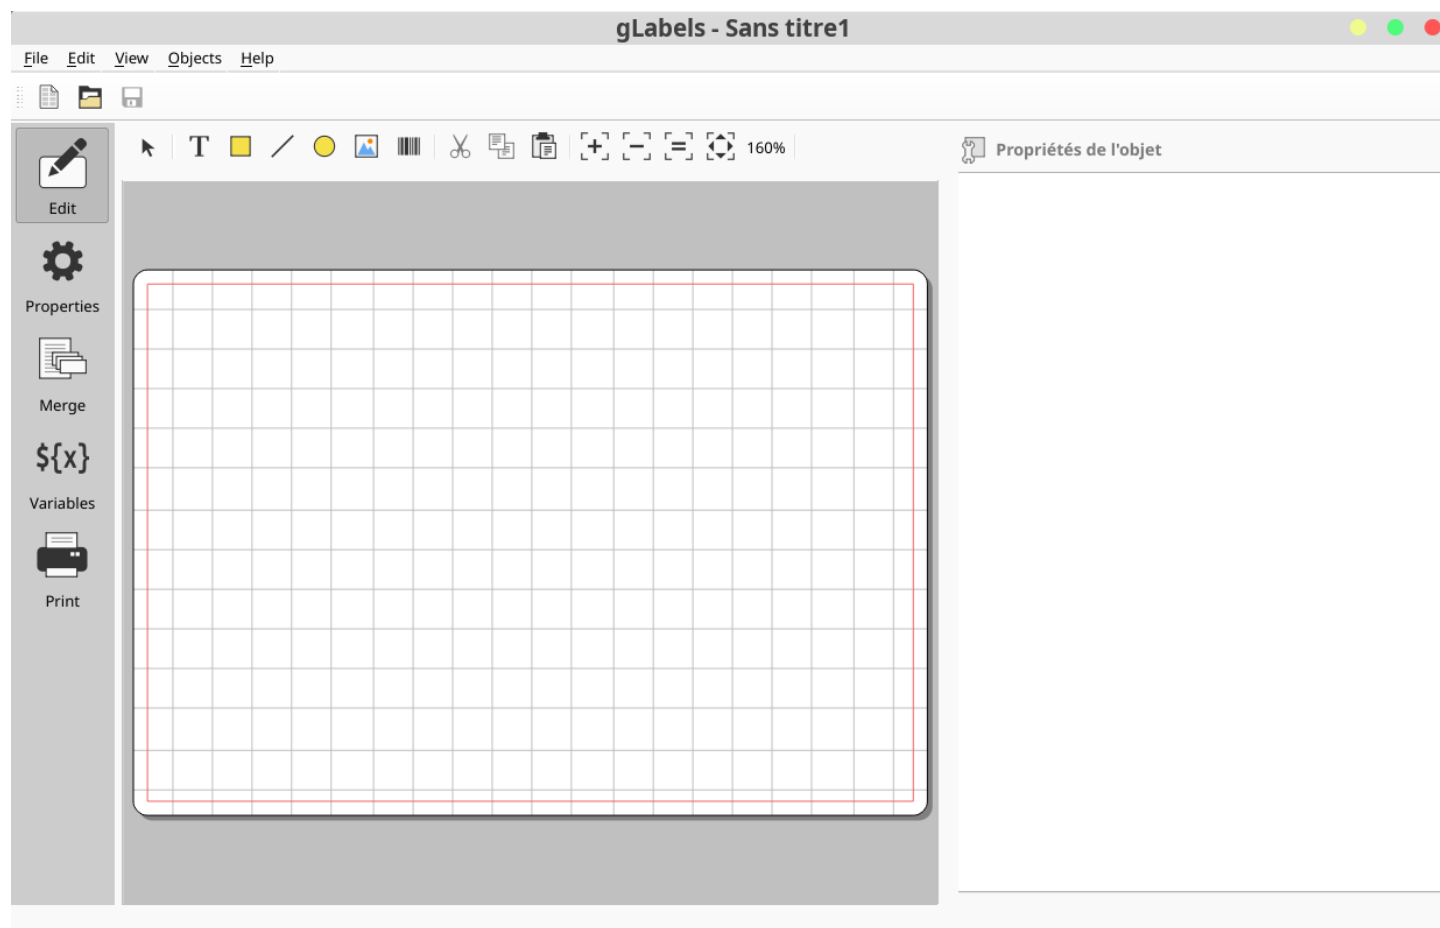 gLabels - Sans titre1
File Edit View Objects Help
T
160%
Propriétés de l'objet
Edit
Properties
Merge
${x}
Variables
Print